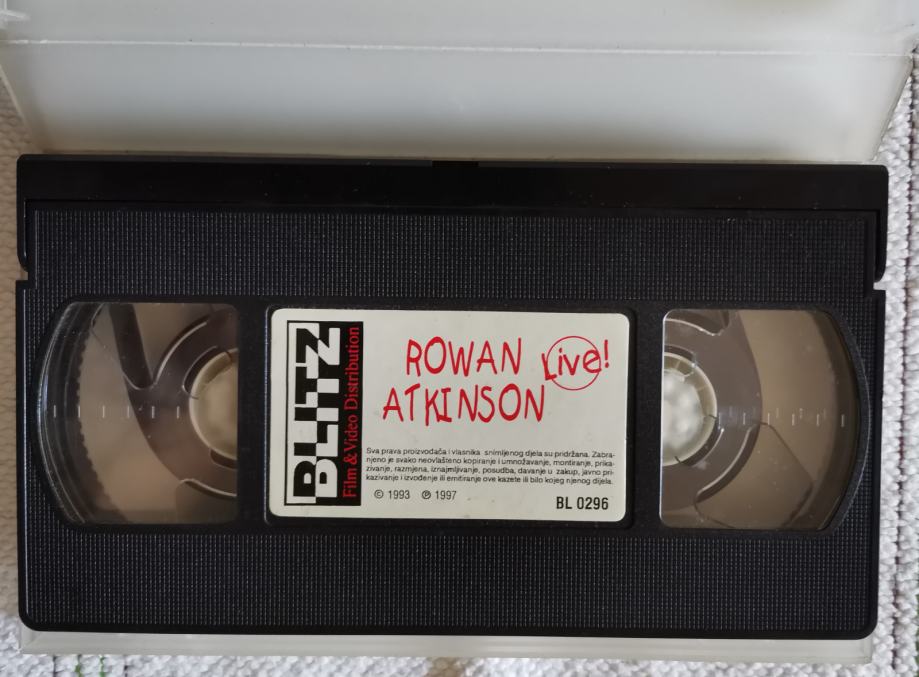 BLITZ
Film & Video Distribution
ROWAN
ATKINSON
Live!
Sva prava proizvođača i vlasnika snimljenog djela su pridržana. Zabra-
njeno je svako neovlašteno kopiranje i umnožavanje, montiranje, prika-
zivanje, razmjena, iznajmljivanje, posudba, davanje u zakup, javno pri-
kazivanje i izvođenje ili emitiranje ove kazete ili bilo kojeg njenog dijela.
© 1993 ℗ 1997
BL 0296